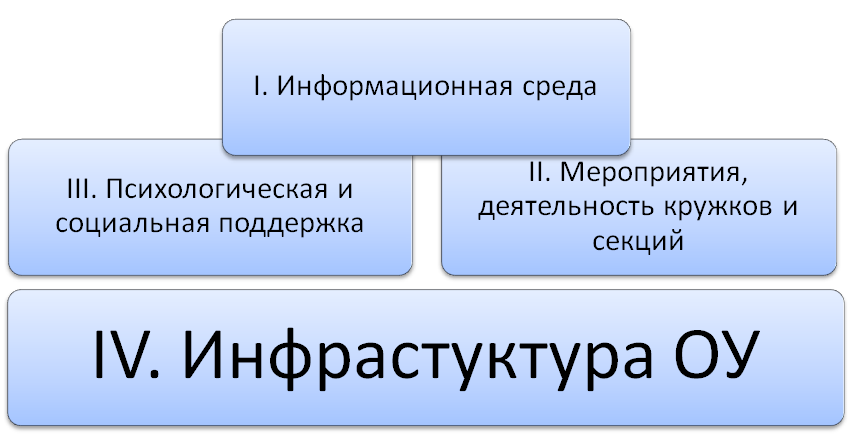 I. Информационная среда
III. Психологическая и
социальная поддержка
II. Мероприятия,
деятельность кружков и
секций
IV. Инфрастуктура ОУ